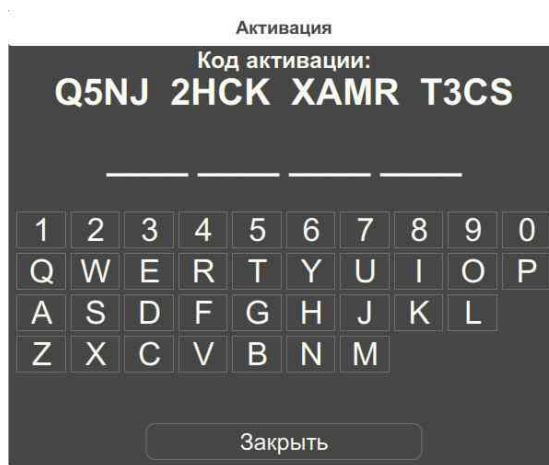 Активация
Код активации:
Q5NJ 2HCK XAMR T3CS
1 2 3 4 5 6 7 8 9 0
Q W E R T Y U I O P
A S D F G H J K L
Z X C V B N M
Закрыть